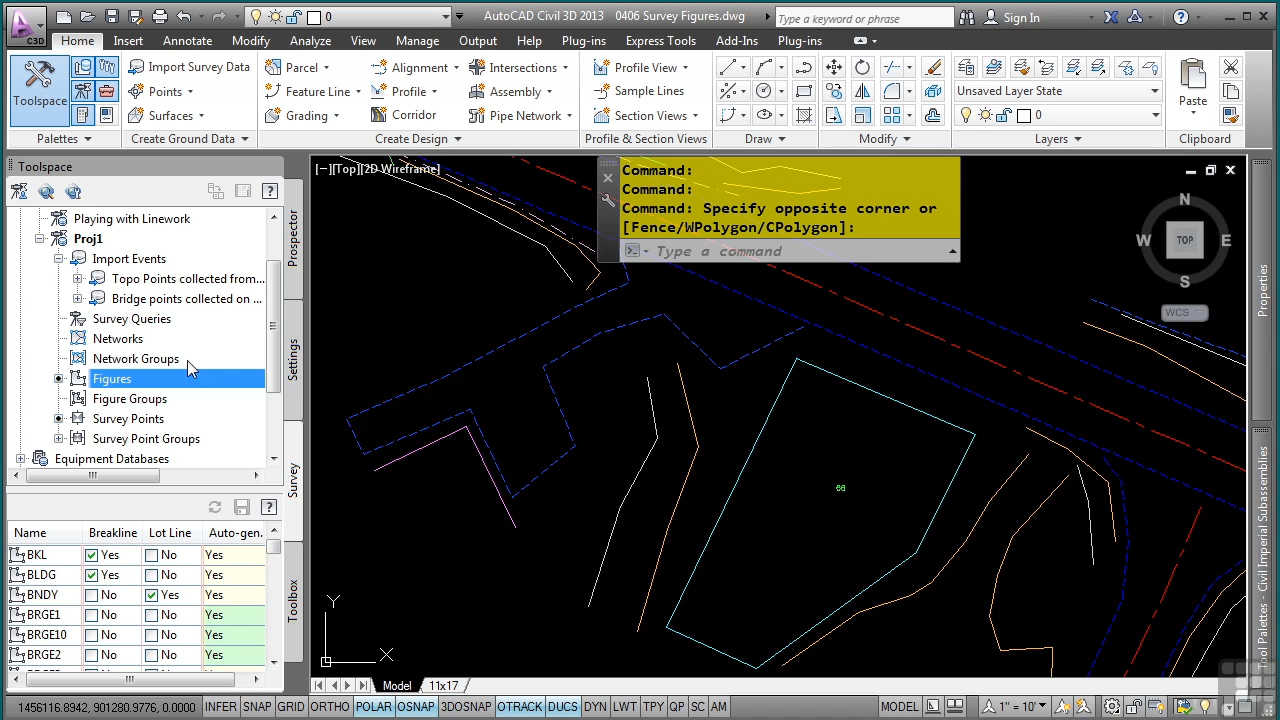 AutoCAD Civil 3D 2013 0406 Survey Figures.dwg
Type a keyword or phrase
Sign In
0
C3D
Home Insert Annotate Modify Analyze View Manage Output Help Plug-ins Express Tools Add-Ins Plug-ins
Toolspace
Import Survey Data
Points
Surfaces
Parcel
Feature Line
Grading
Alignment
Profile
Corridor
Intersections
Assembly
Pipe Network
Profile View
Sample Lines
Section Views
Unsaved Layer State
0
Paste
Palettes
Create Ground Data
Create Design
Profile & Section Views
Draw
Modify
Layers
Clipboard
Toolspace
Playing with Linework
Proj1
Import Events
Topo Points collected from...
Bridge points collected on ...
Survey Queries
Networks
Network Groups
Figures
Figure Groups
Survey Points
Survey Point Groups
Equipment Databases
Prospector
Settings
Survey
Toolbox
Name Breakline Lot Line Auto-gen.
BKL Yes No Yes
BLDG Yes No Yes
BNDY No Yes Yes
BRGE1 No No Yes
BRGE10 No No Yes
BRGE2 No No Yes
[−][Top][2D Wireframe]
Command:
Command:
Command: Specify opposite corner or
[Fence/WPolygon/CPolygon]:
Type a command
N
W TOP E
S
WCS
66
Y
X
Properties
Tool Palettes - Civil Imperial Subassemblies
Model 11x17
1456116.8942, 901280.9776, 0.0000 INFER SNAP GRID ORTHO POLAR OSNAP 3DOSNAP OTRACK DUCS DYN LWT TPY QP SC AM MODEL 1" = 10'